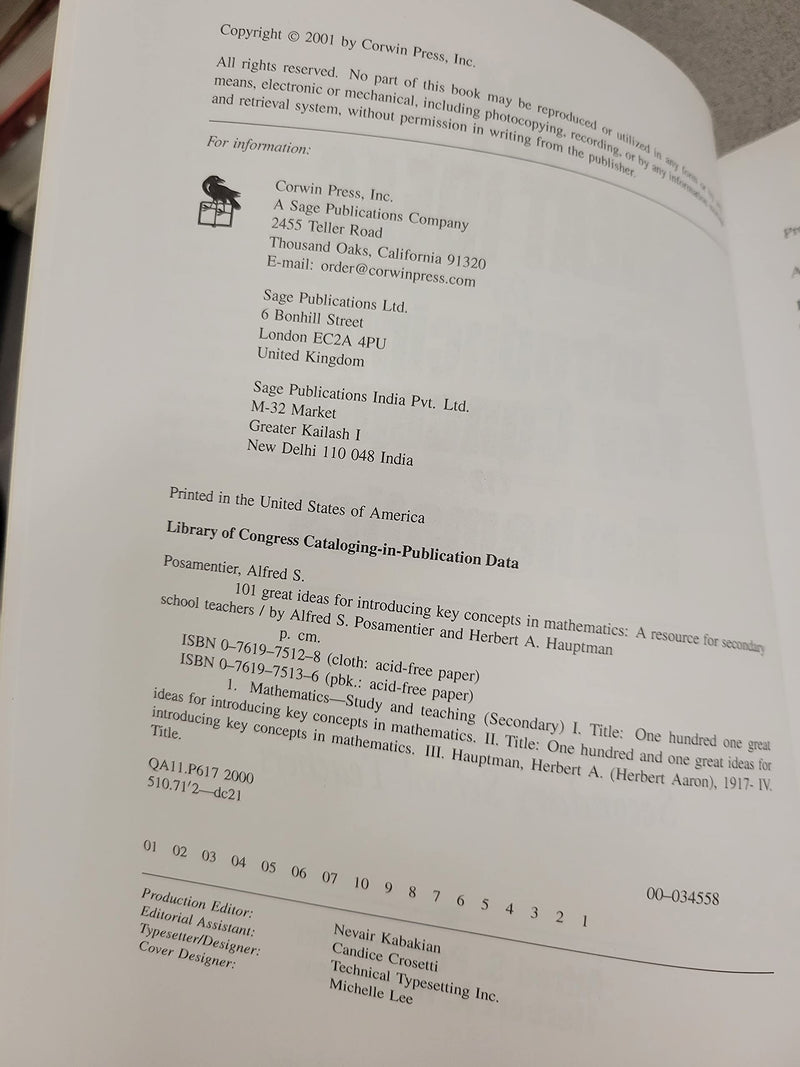 Copyright © 2001 by Corwin Press, Inc.
All rights reserved. No part of this book may be reproduced or utilized in any form or by any
means, electronic or mechanical, including photocopying, recording, or by any information storage
and retrieval system, without permission in writing from the publisher.
For information:
Corwin Press, Inc.
A Sage Publications Company
2455 Teller Road
Thousand Oaks, California 91320
E-mail: order@corwinpress.com
Sage Publications Ltd.
6 Bonhill Street
London EC2A 4PU
United Kingdom
Sage Publications India Pvt. Ltd.
M-32 Market
Greater Kailash I
New Delhi 110 048 India
Printed in the United States of America
Library of Congress Cataloging-in-Publication Data
Posamentier, Alfred S.
101 great ideas for introducing key concepts in mathematics: A resource for secondary
school teachers / by Alfred S. Posamentier and Herbert A. Hauptman
p. cm.
ISBN 0–7619–7512–8 (cloth: acid-free paper)
ISBN 0–7619–7513–6 (pbk.: acid-free paper)
1. Mathematics—Study and teaching (Secondary) I. Title: One hundred one great
ideas for introducing key concepts in mathematics. II. Title: One hundred and one great ideas for
introducing key concepts in mathematics. III. Hauptman, Herbert A. (Herbert Aaron), 1917- IV.
Title.
QA11.P617 2000
510.71′2—dc21
00–034558
01 02 03 04 05 06 07 10 9 8 7 6 5 4 3 2 1
Production Editor: Nevair Kabakian
Editorial Assistant: Candice Crosetti
Typesetter/Designer: Technical Typesetting Inc.
Cover Designer: Michelle Lee